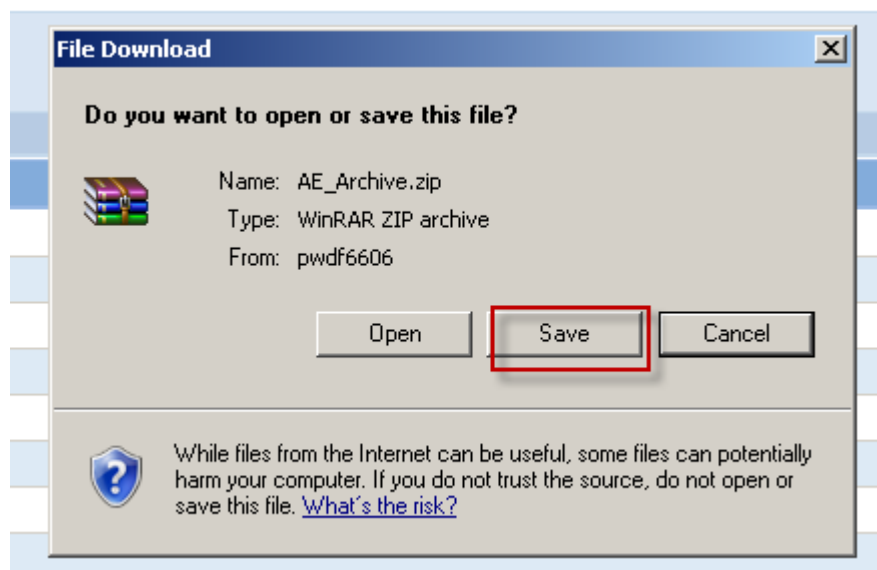 File Download
Do you want to open or save this file?
Name: AE_Archive.zip
Type: WinRAR ZIP archive
From: pwdf6606
Open Save Cancel
While files from the Internet can be useful, some files can potentially
harm your computer. If you do not trust the source, do not open or
save this file. What's the risk?